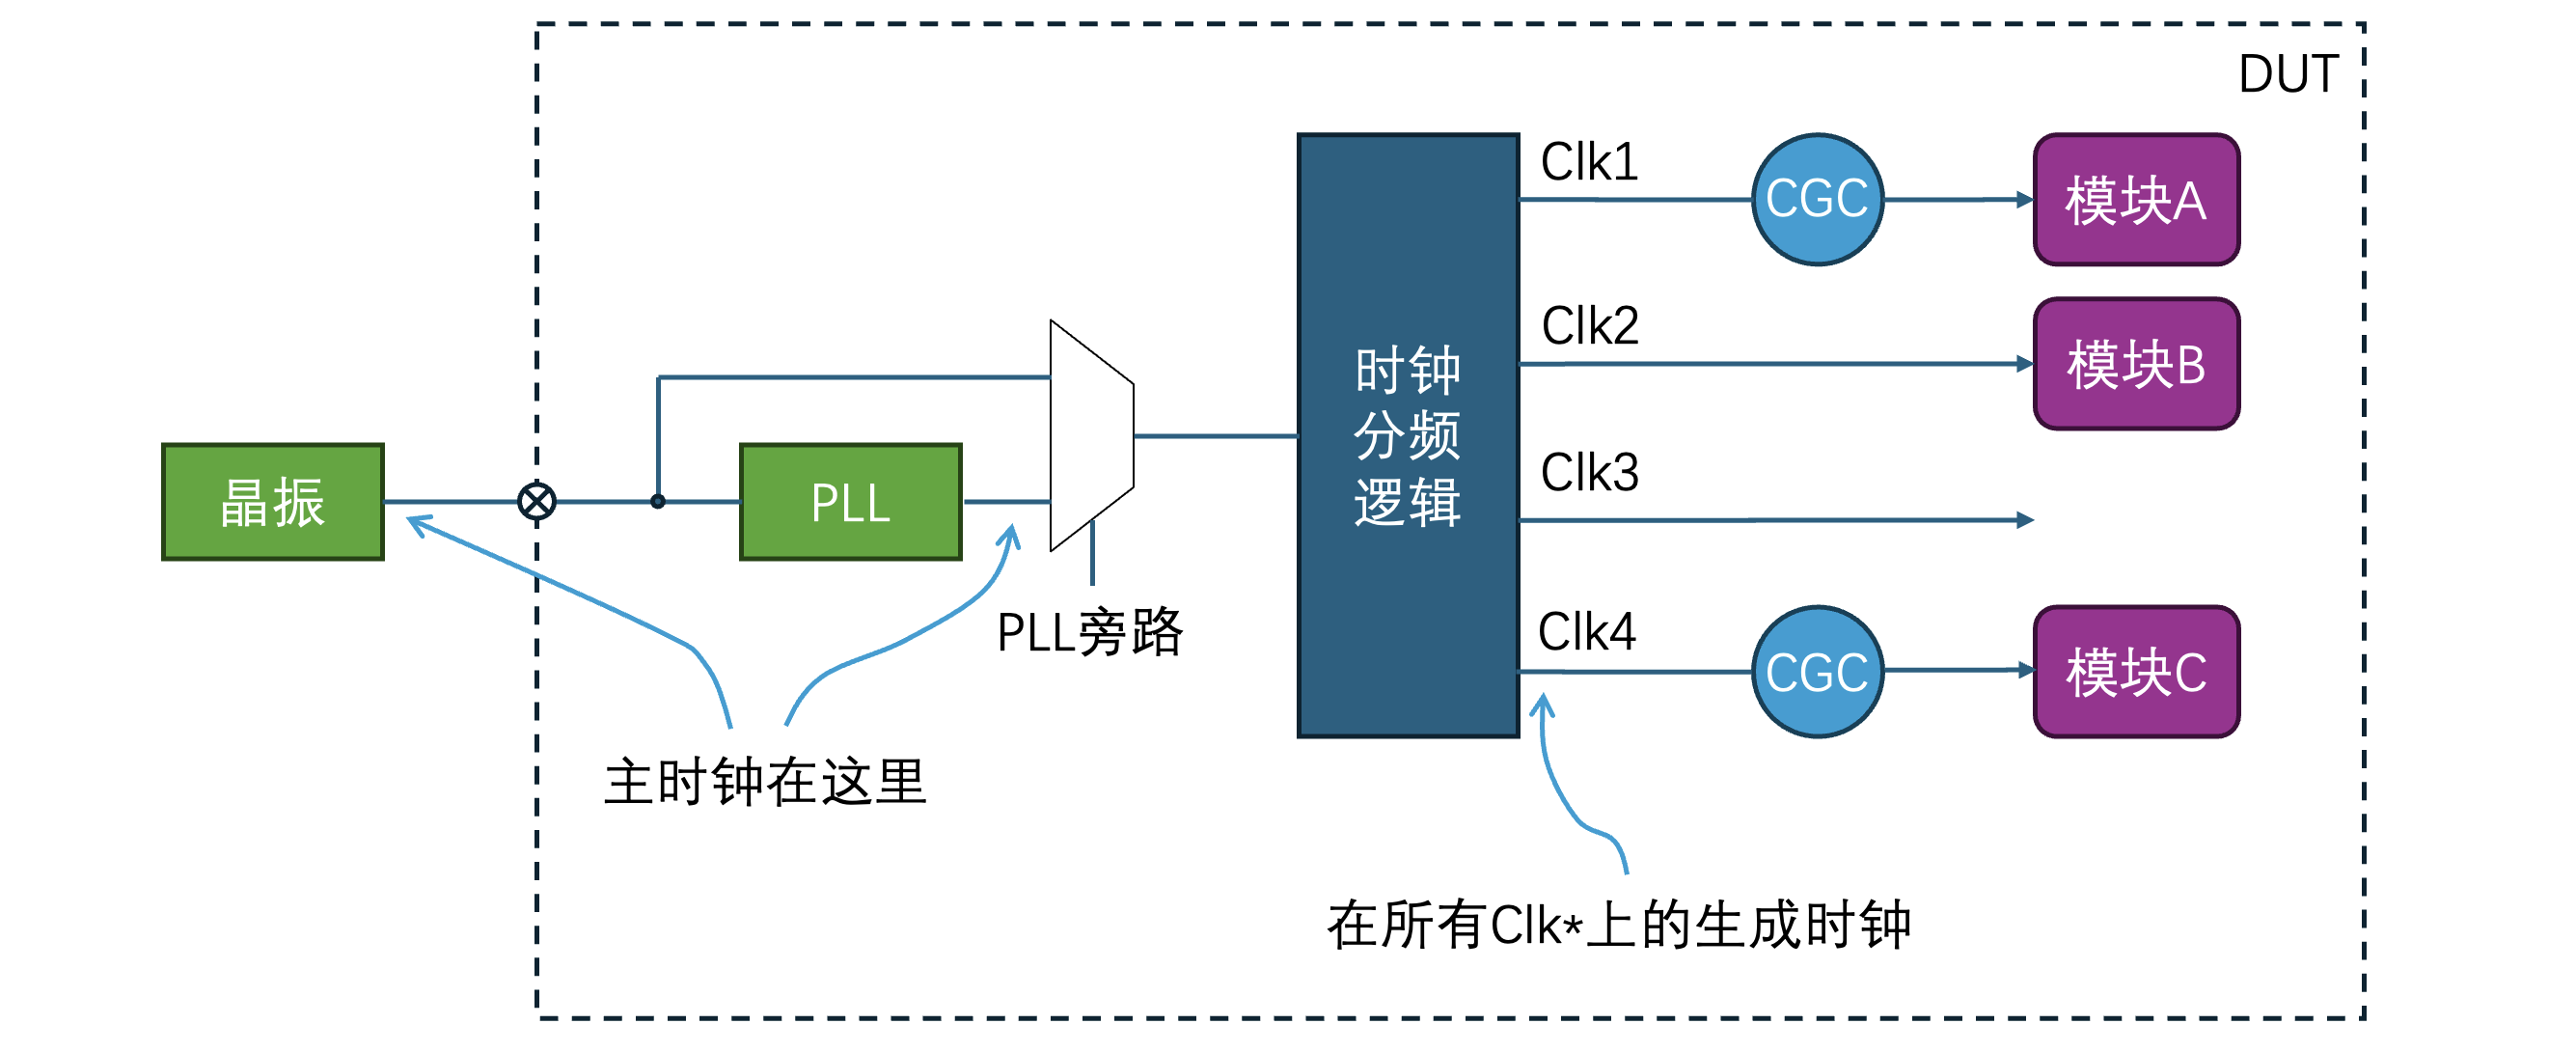 DUT
Clk1
CGC
模块A
Clk2
模块B
时钟
分频
逻辑
Clk3
晶振
PLL
PLL旁路
Clk4
CGC
模块C
主时钟在这里
在所有Clk*上的生成时钟